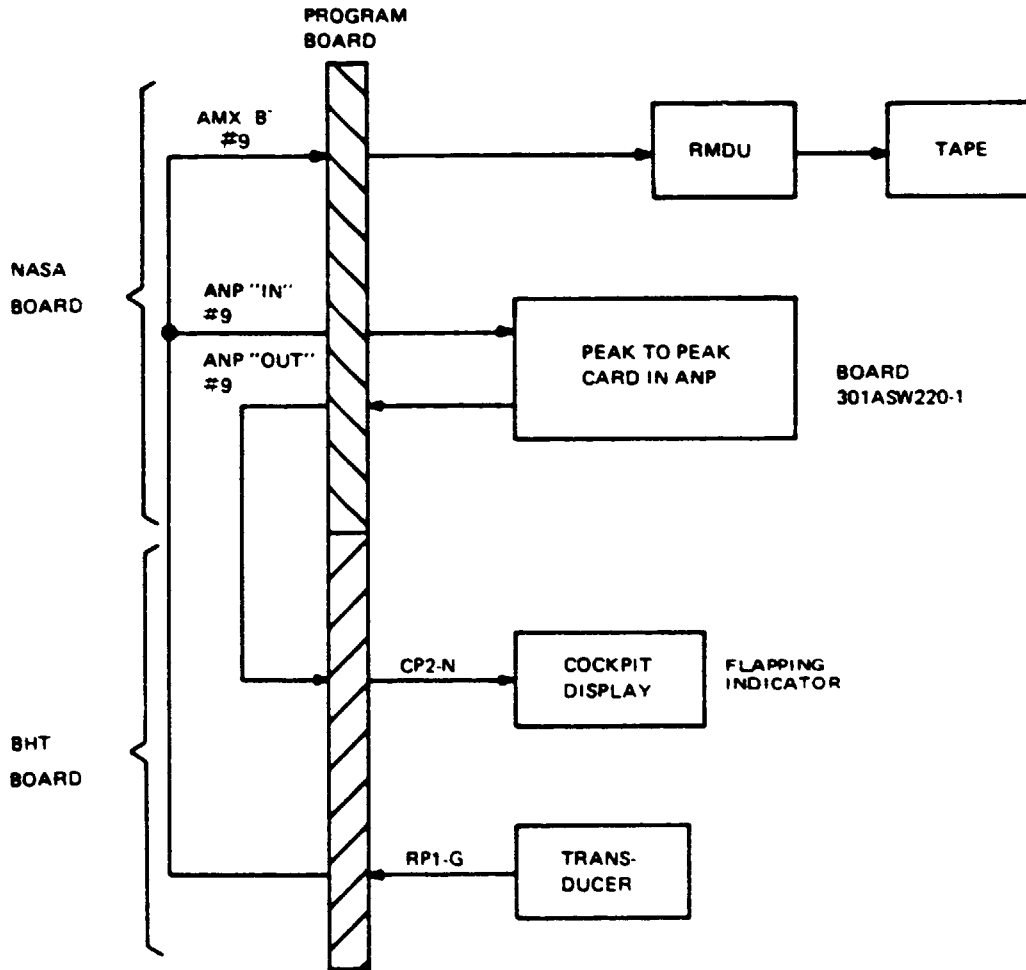 PROGRAM
BOARD
AMX B
#9
RMDU
TAPE
NASA
BOARD
ANP "IN"
#9
ANP "OUT"
#9
PEAK TO PEAK
CARD IN ANP
BOARD
301ASW220-1
CP2-N
COCKPIT
DISPLAY
FLAPPING
INDICATOR
BHT
BOARD
RP1-G
TRANS-
DUCER